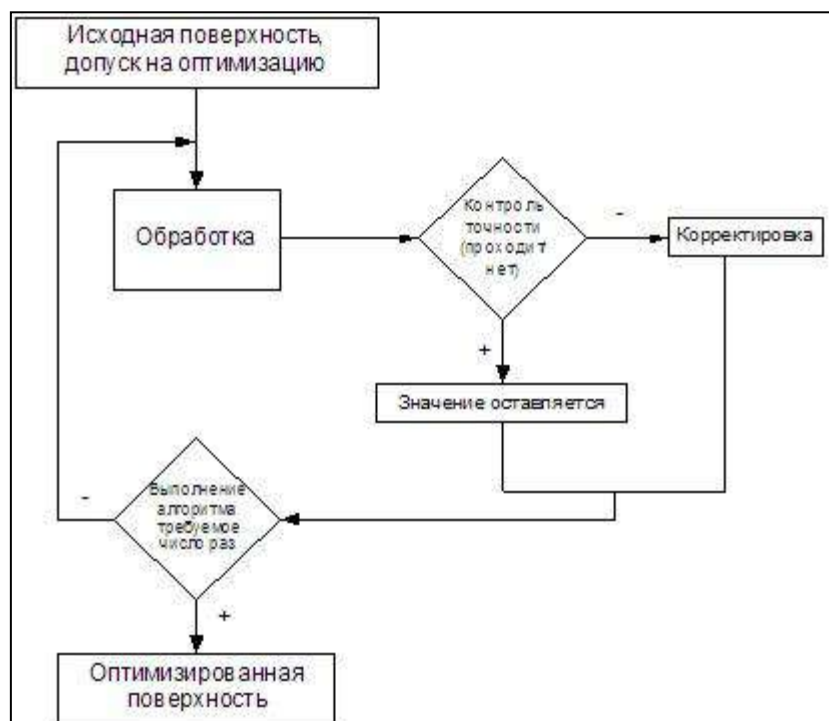 Исходная поверхность,
допуск на оптимизацию
Обработка
Контроль
точности
(проходит
нет)
-
Корректировка
+
Значение оставляется
-
Выполнение
алгоритма
требуемое
число раз
+
Оптимизированная
поверхность